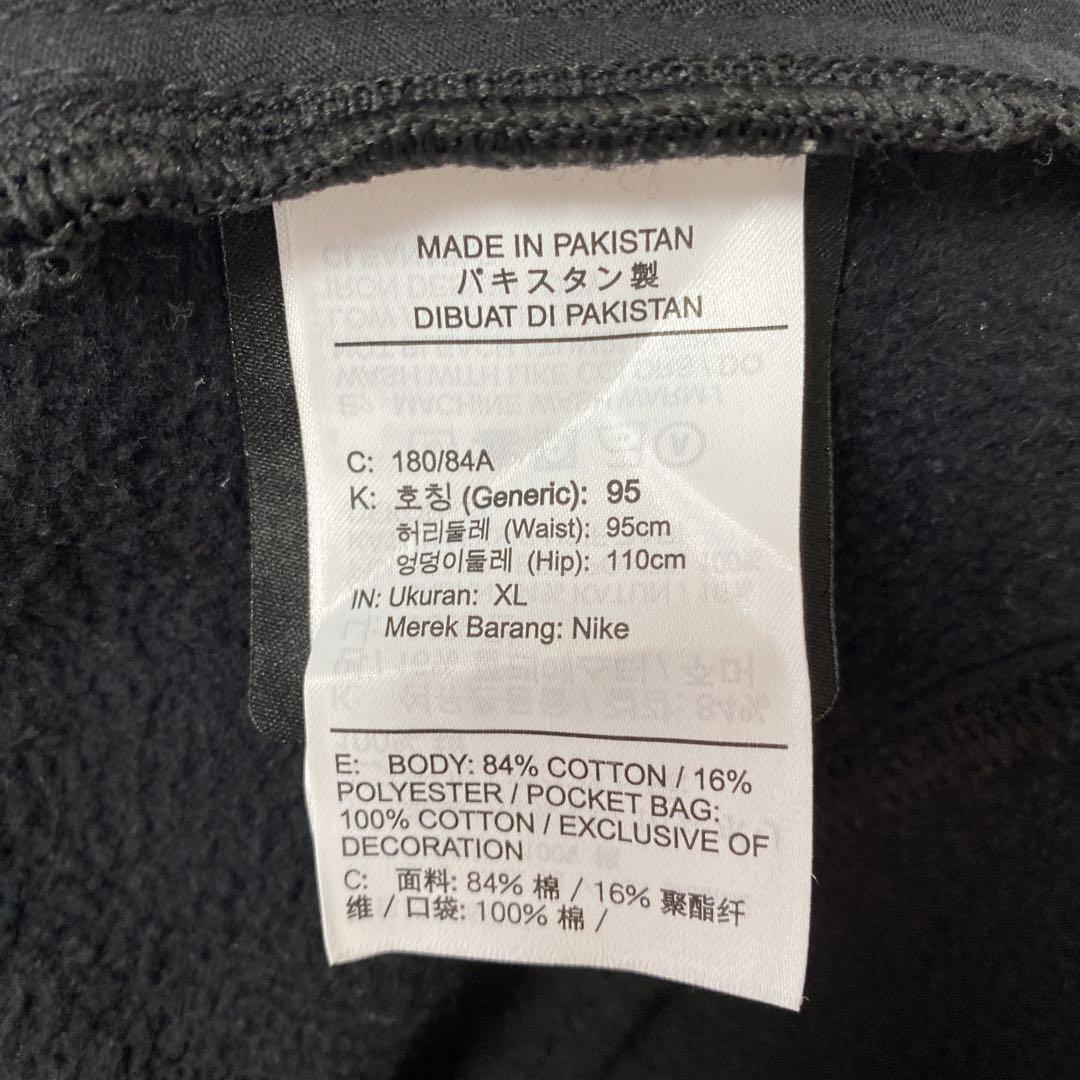 MADE IN PAKISTAN
パキスタン製
DIBUAT DI PAKISTAN
C: 180/84A
K: 호칭 (Generic): 95
허리둘레 (Waist): 95cm
엉덩이둘레 (Hip): 110cm
IN: Ukuran: XL
Merek Barang: Nike
E: BODY: 84% COTTON / 16%
POLYESTER / POCKET BAG:
100% COTTON / EXCLUSIVE OF
DECORATION
C: 面料: 84% 棉 / 16% 聚酯纤
维 / 口袋: 100% 棉 /